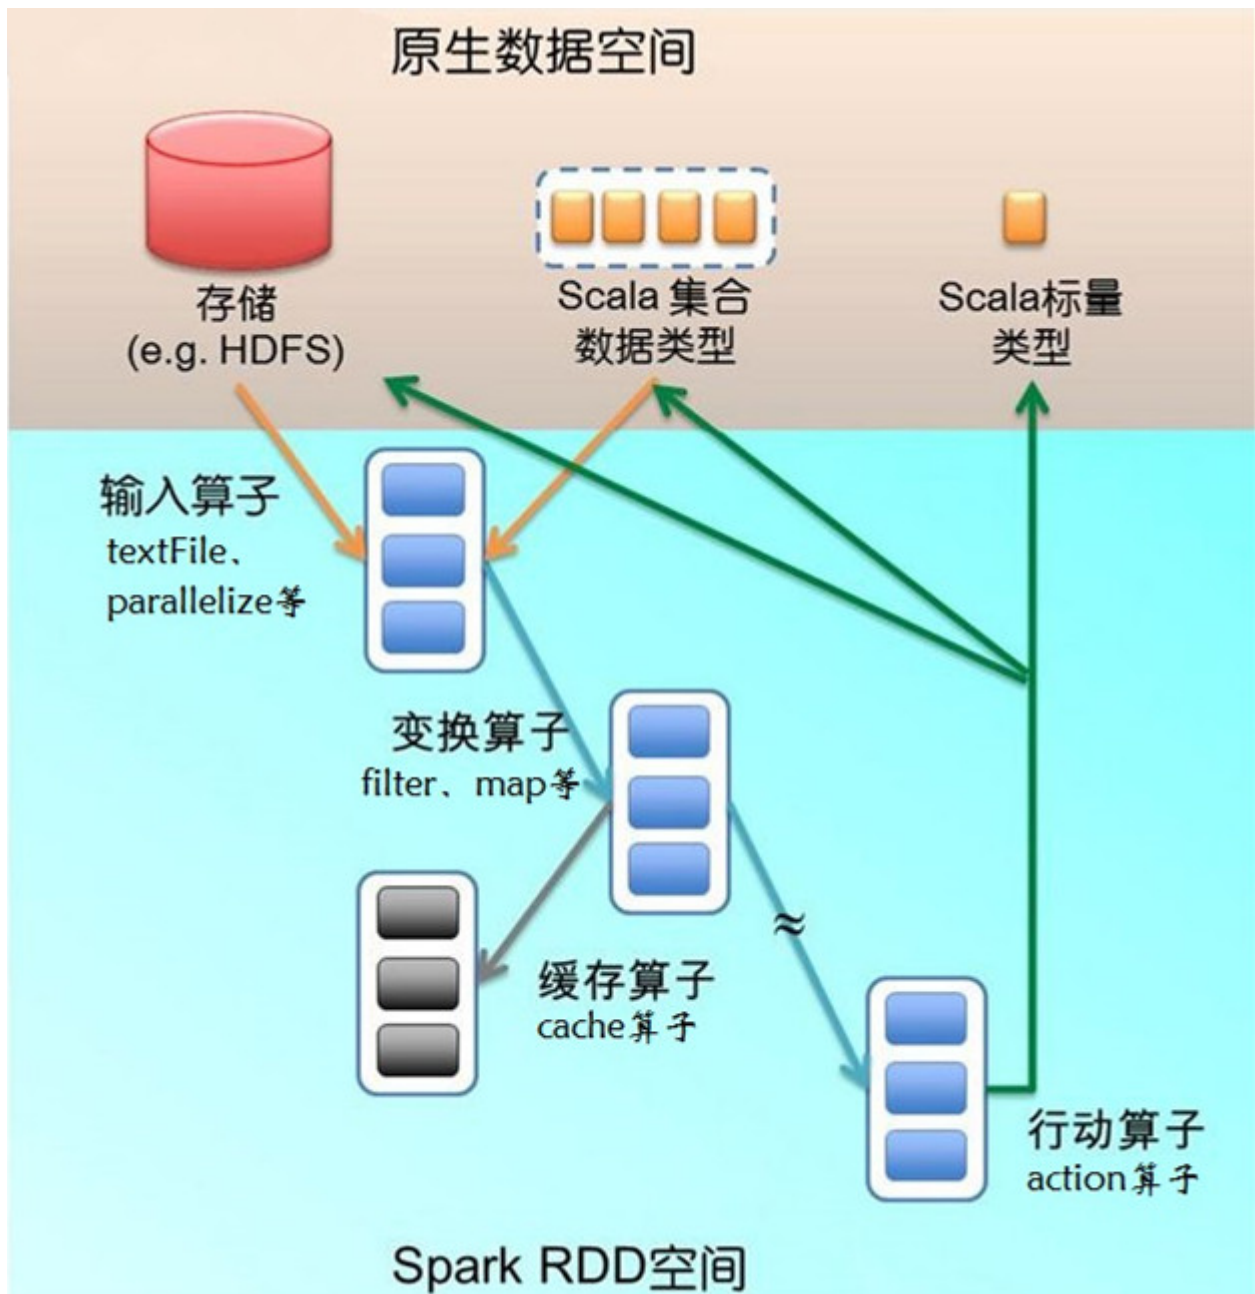 原生数据空间
存储
(e.g. HDFS)
Scala 集合
数据类型
Scala标量
类型
输入算子
textFile、
parallelize等
变换算子
filter、map等
≈
缓存算子
cache算子
行动算子
action算子
Spark RDD空间